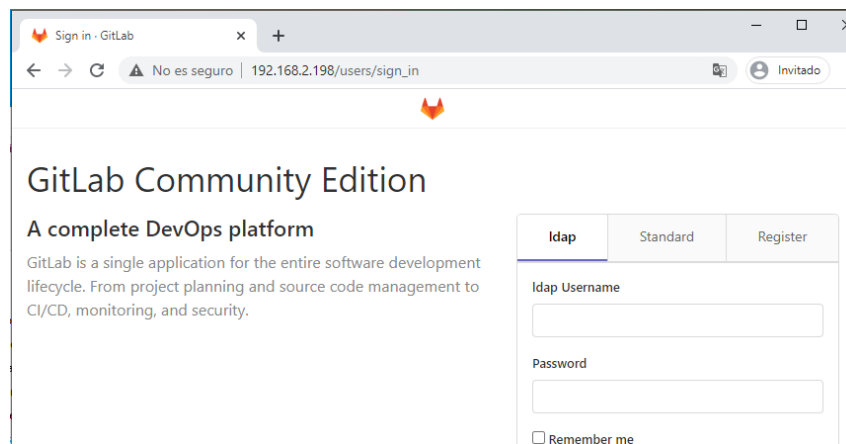 Sign in · GitLab
No es seguro 192.168.2.198/users/sign_in
Invitado
GitLab Community Edition
A complete DevOps platform
GitLab is a single application for the entire software development
lifecycle. From project planning and source code management to
CI/CD, monitoring, and security.
ldap Standard Register
ldap Username
Password
Remember me